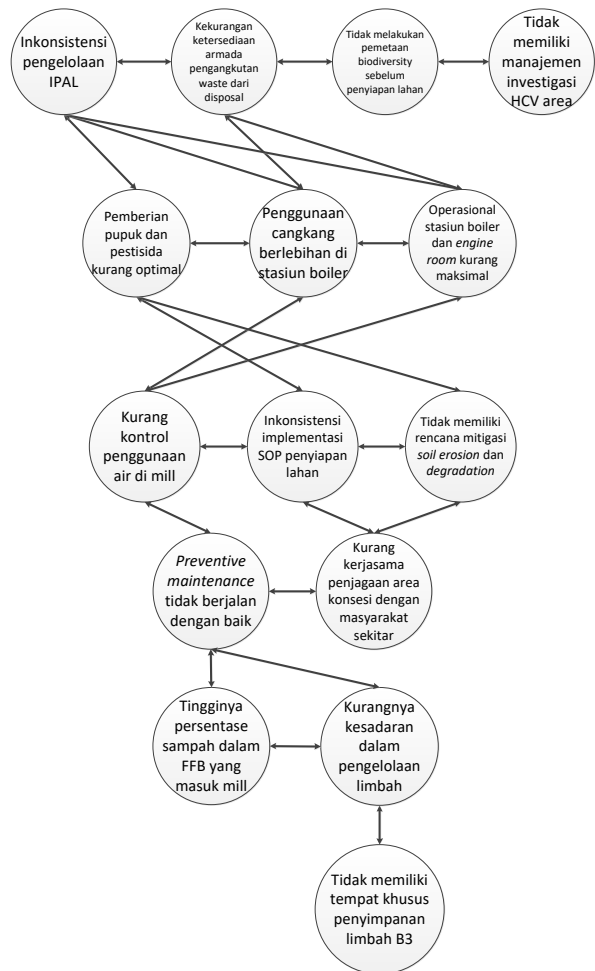 Inkonsistensi
pengelolaan
IPAL
Kekurangan
ketersediaan
armada
pengangkutan
waste dari
disposal
Tidak melakukan
pemetaan
biodiversity
sebelum
penyiapan lahan
Tidak
memiliki
manajemen
investigasi
HCV area
Pemberian
pupuk dan
pestisida
kurang optimal
Penggunaan
cangkang
berlebihan di
stasiun boiler
Operasional
stasiun boiler
dan engine
room kurang
maksimal
Kurang
kontrol
penggunaan
air di mill
Inkonsistensi
implementasi
SOP penyiapan
lahan
Tidak memiliki
rencana mitigasi
soil erosion dan
degradation
Preventive
maintenance
tidak berjalan
dengan baik
Kurang
kerjasama
penjagaan area
konsesi dengan
masyarakat
sekitar
Tingginya
persentase
sampah dalam
FFB yang
masuk mill
Kurangnya
kesadaran
dalam
pengelolaan
limbah
Tidak memiliki
tempat khusus
penyimpanan
limbah B3